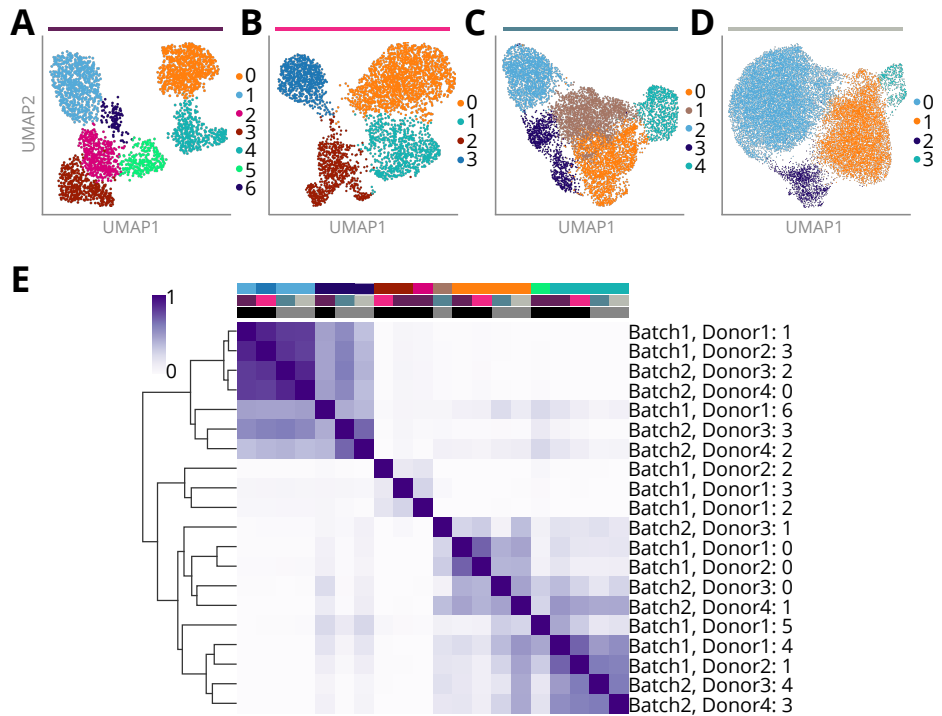 A
B
C
D
UMAP2
0
1
2
3
4
5
6
UMAP1
0
1
2
3
UMAP1
0
1
2
3
4
UMAP1
0
1
2
3
UMAP1
E
1
0
Batch1, Donor1: 1
Batch1, Donor2: 3
Batch2, Donor3: 2
Batch2, Donor4: 0
Batch1, Donor1: 6
Batch2, Donor3: 3
Batch2, Donor4: 2
Batch1, Donor2: 2
Batch1, Donor1: 3
Batch1, Donor1: 2
Batch2, Donor3: 1
Batch1, Donor1: 0
Batch1, Donor2: 0
Batch2, Donor3: 0
Batch2, Donor4: 1
Batch1, Donor1: 5
Batch1, Donor1: 4
Batch1, Donor2: 1
Batch2, Donor3: 4
Batch2, Donor4: 3